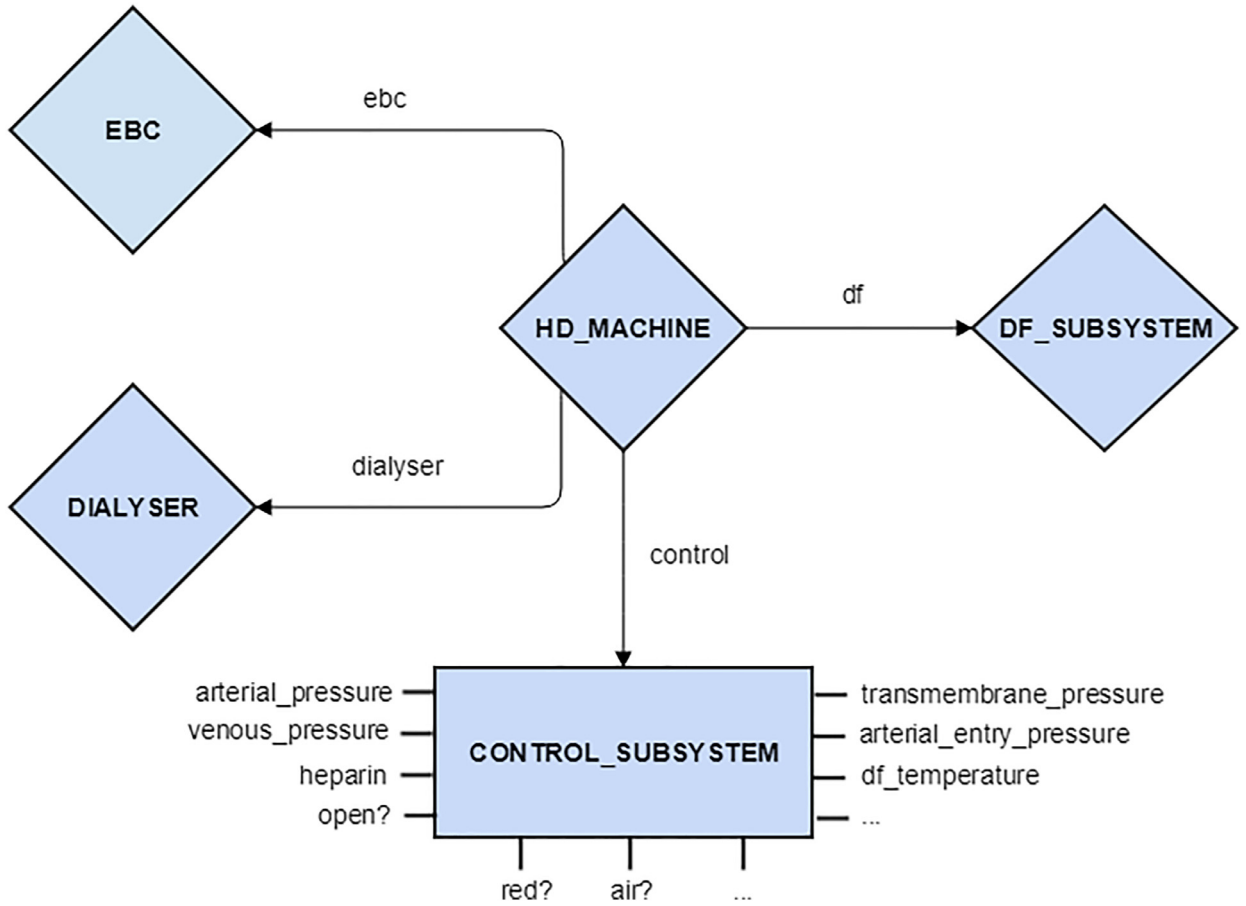 ebc
EBC
df
HD_MACHINE
DF_SUBSYSTEM
dialyser
DIALYSER
control
arterial_pressure
transmembrane_pressure
venous_pressure
arterial_entry_pressure
CONTROL_SUBSYSTEM
heparin
df_temperature
open?
...
red?
air?
...